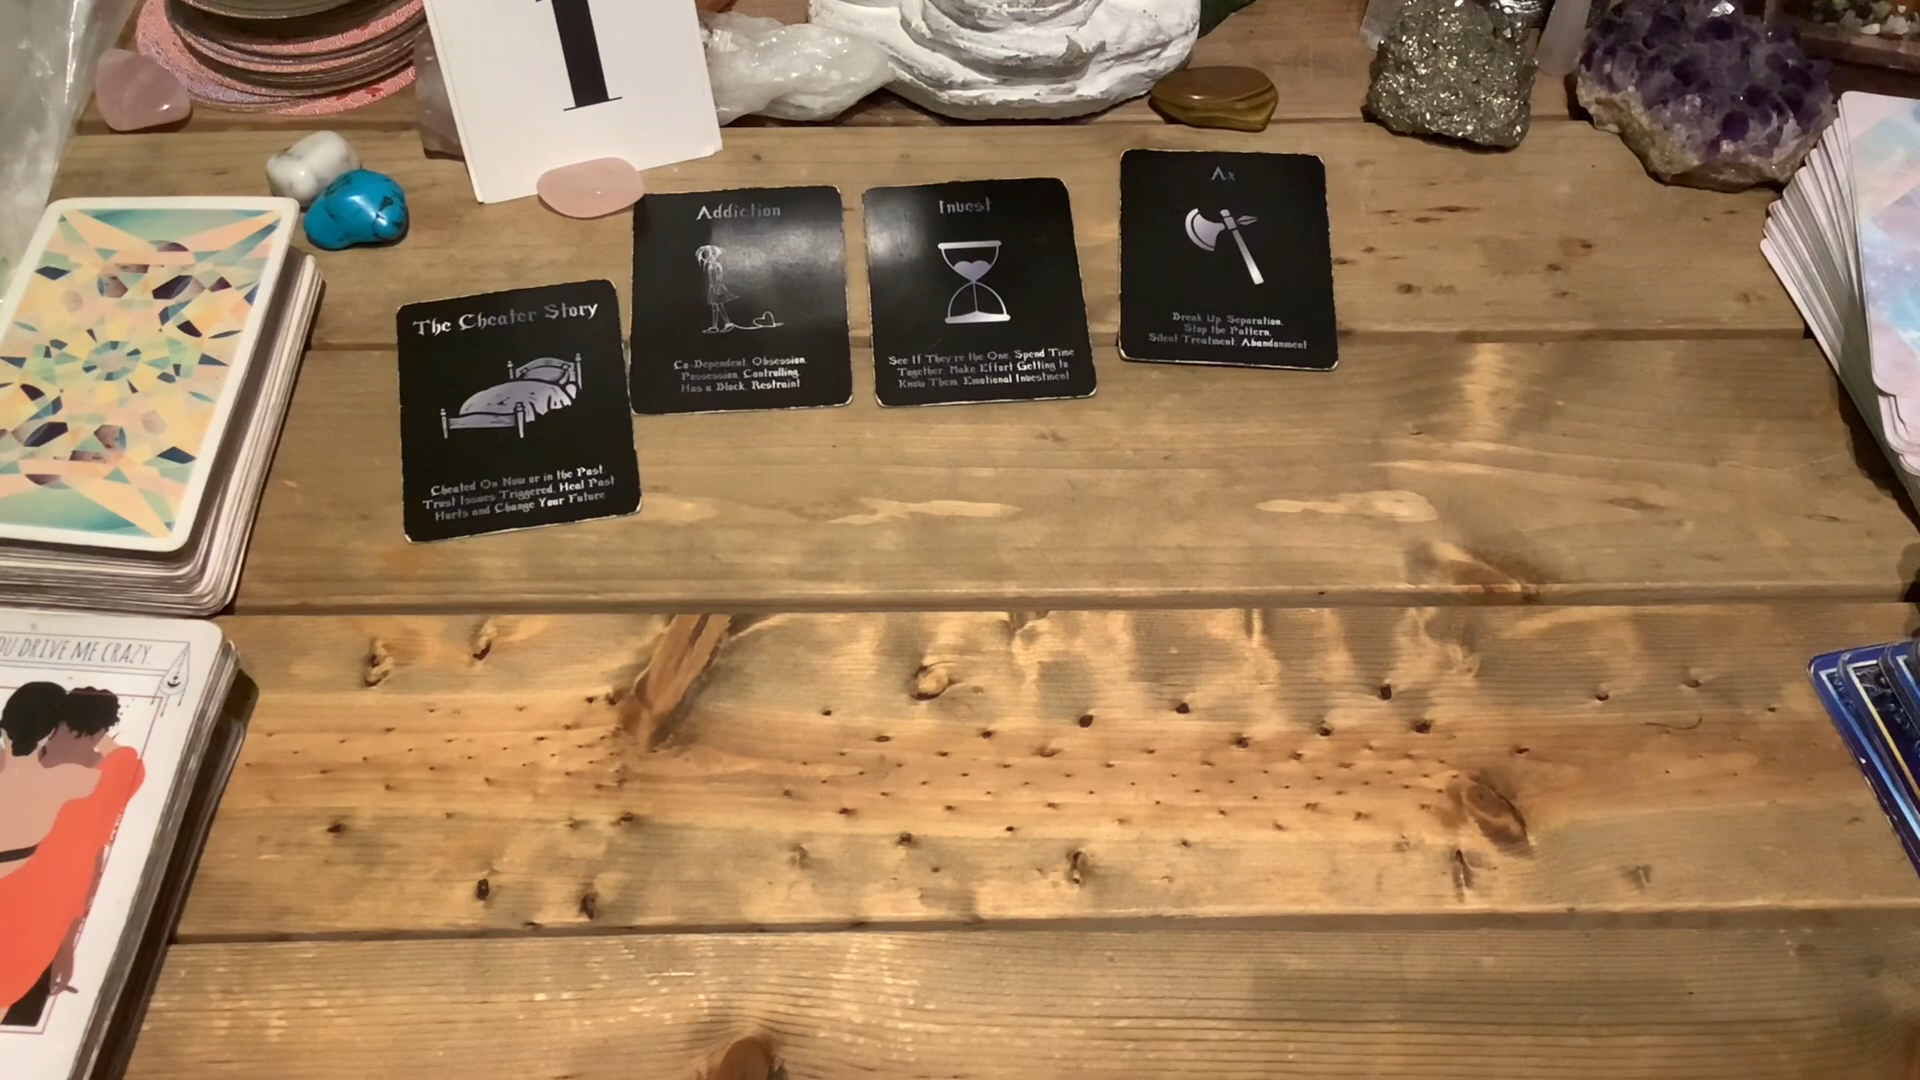 1
Addiction
Co-Dependent, Obsession,
Possession, Controlling,
Has a Block, Restraint
Invest
See If They're the One, Spend Time
Together, Make Effort Getting to
Know Them, Emotional Investment
Ax
Break Up, Separation,
Stop the Pattern,
Silent Treatment, Abandonment
The Cheater Story
Cheated On Now or in the Past,
Trust Issues Triggered, Heal Past
Hurts and Change Your Future
OU DRIVE ME CRAZY.